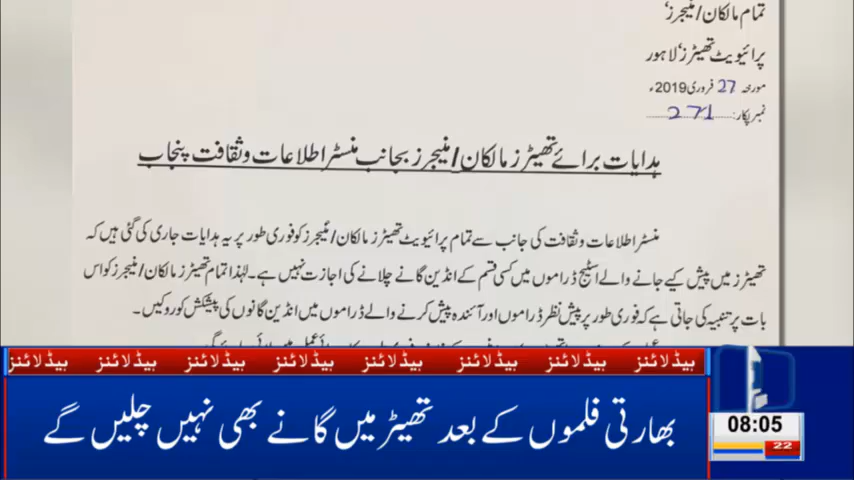 تمام مالکان/منیجرز،
پرائیویٹ تھیٹرز، لاہور
مورخہ 27 فروری 2019ء
نمبر پکار: 271
ہدایات برائے تھیٹرز مالکان/منیجرز بجانب منسٹر اطلاعات و ثقافت پنجاب
منسٹر اطلاعات و ثقافت کی جانب سے تمام پرائیویٹ تھیٹرز مالکان/منیجرز کو فوری طور پر یہ ہدایات جاری کی گئی ہیں کہ
تھیٹرز میں پیش کیے جانے والے اسٹیج ڈراموں میں کسی قسم کے انڈین گانے چلانے کی اجازت نہیں ہے۔ لہٰذا تمام تھیٹرز مالکان/منیجرز کو اس
بات پر تنبیہ کی جاتی ہے کہ فوری طور پر پیش نظر ڈراموں اور آئندہ پیش کرنے والے ڈراموں میں انڈین گانوں کی پیشکش کو روکیں۔
ہیڈلائنز ہیڈلائنز ہیڈلائنز ہیڈلائنز ہیڈلائنز ہیڈلائنز ہیڈلائنز ہیڈلائنز
بھارتی فلموں کے بعد تھیٹر میں گانے بھی نہیں چلیں گے
08:05
22